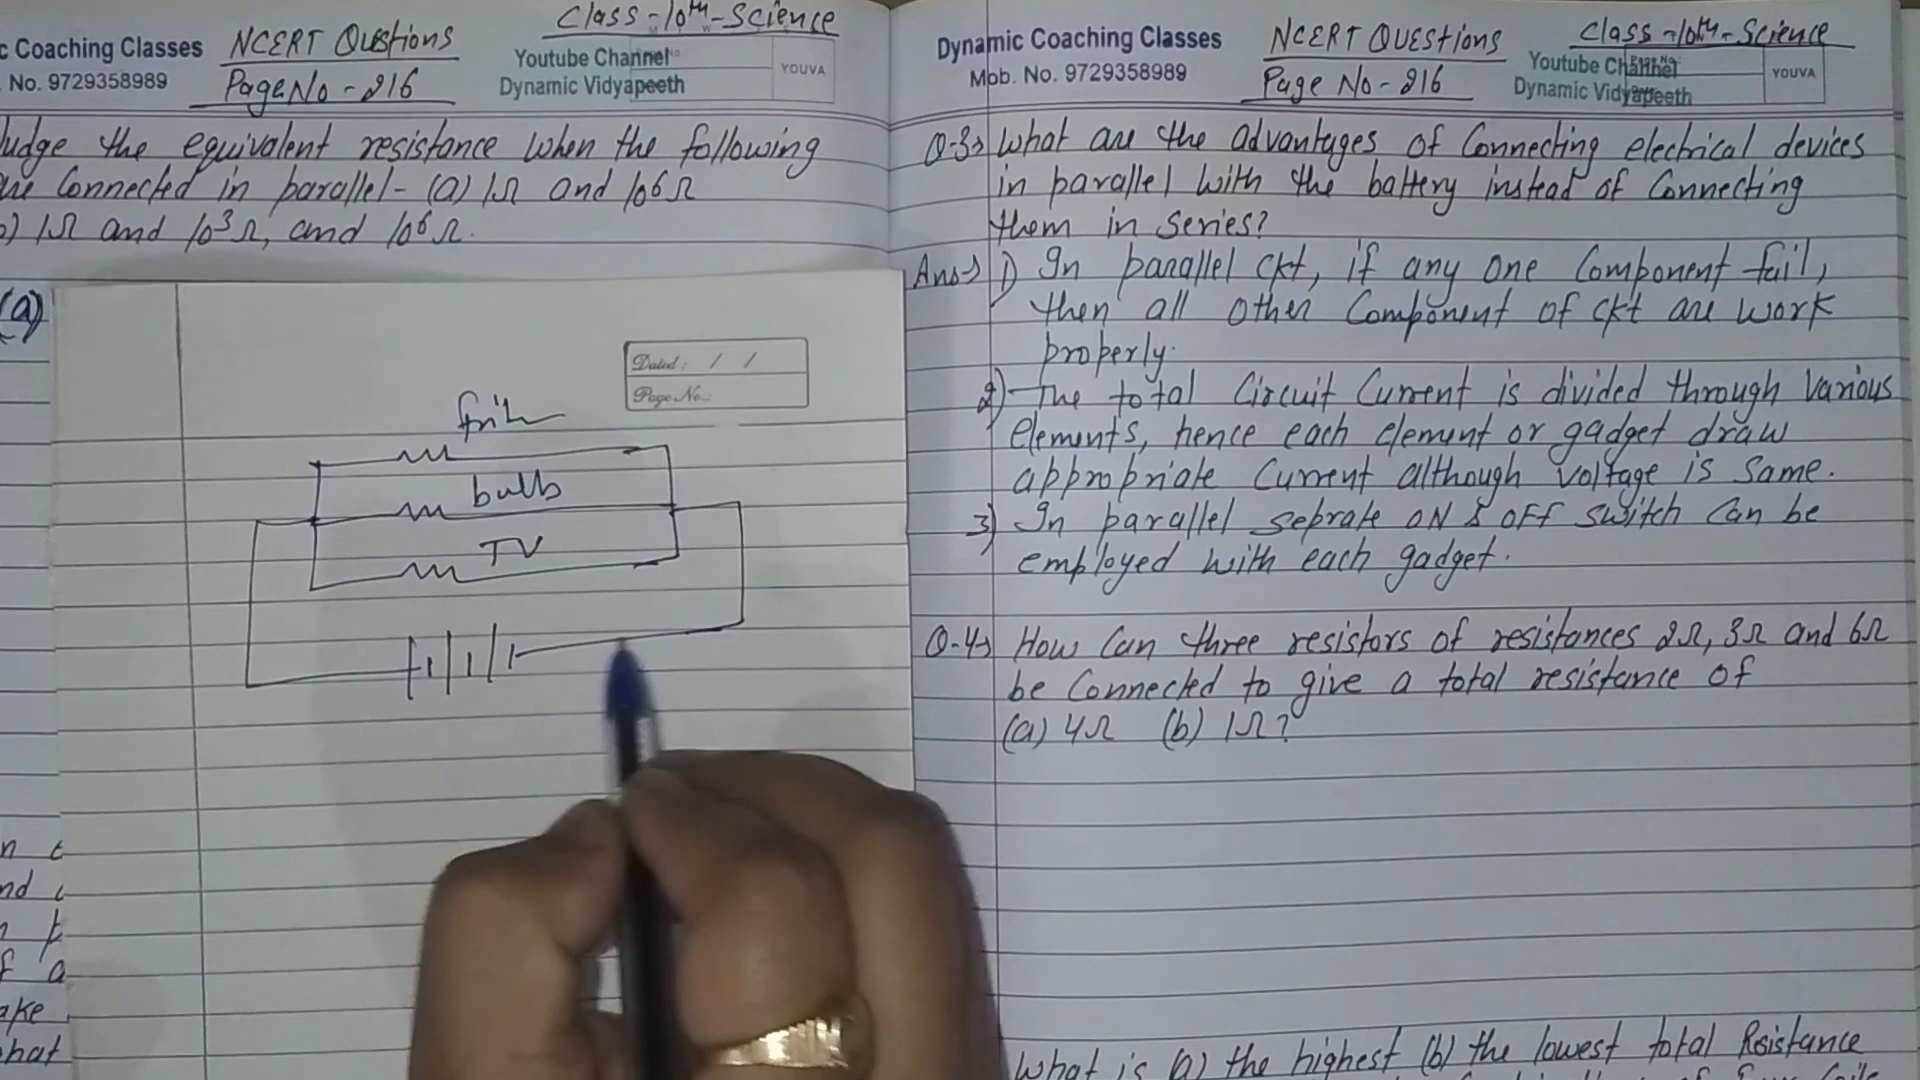 c Coaching Classes
No. 9729358989
NCERT Questions
Page No - 216
Class - 10th - Science
Youtube Channel
Dynamic Vidyapeeth
YOUVA
Judge the equivalent resistance when the following
are Connected in parallel - (a) 1Ω and 10⁶Ω
b) 1Ω and 10³Ω, and 10⁶Ω.
(a)
Dated: / /
Page No.:
bulb
TV
nd
f a
ake
hat
Dynamic Coaching Classes
Mob. No. 9729358989
NCERT Questions
Page No - 216
Class - 10th - Science
Youtube Channel
Dynamic Vidyapeeth
YOUVA
Q-3→ What are the advantages of Connecting electrical devices
in parallel with the battery instead of Connecting
them in series?
Ans→ 1) In parallel ckt, if any one Component fail,
then all other Component of ckt are work
properly.
2) The total Circuit Current is divided through various
elements, hence each element or gadget draw
appropriate Current although voltage is same.
3) In parallel seprate ON & OFF switch can be
employed with each gadget.
Q-4→ How Can three resistors of resistances 2Ω, 3Ω and 6Ω
be Connected to give a total resistance of
(a) 4Ω (b) 1Ω?
What is (a) the highest (b) the lowest total Resistance